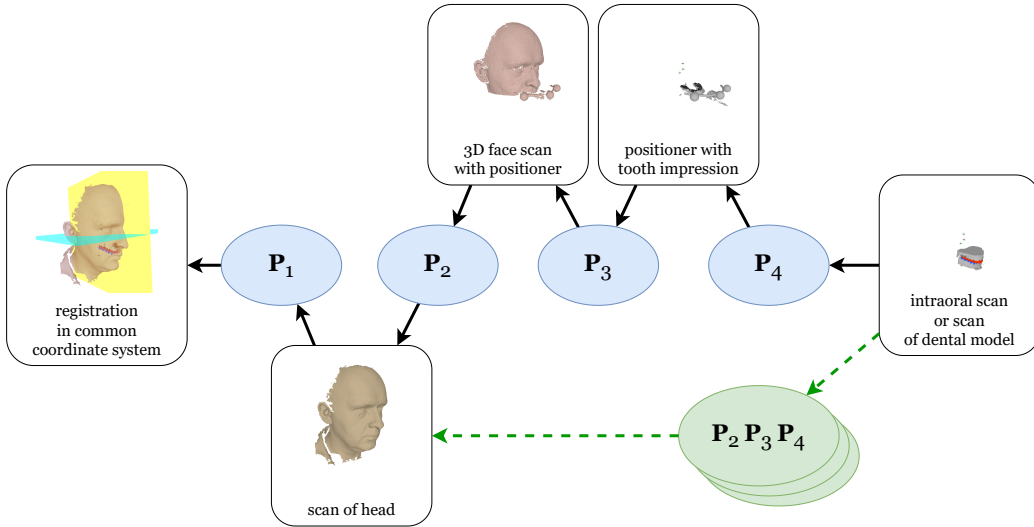 3D face scan
with positioner
positioner with
tooth impression
registration
in common
coordinate system
P₁
P₂
P₃
P₄
intraoral scan
or scan
of dental model
scan of head
P₂ P₃ P₄